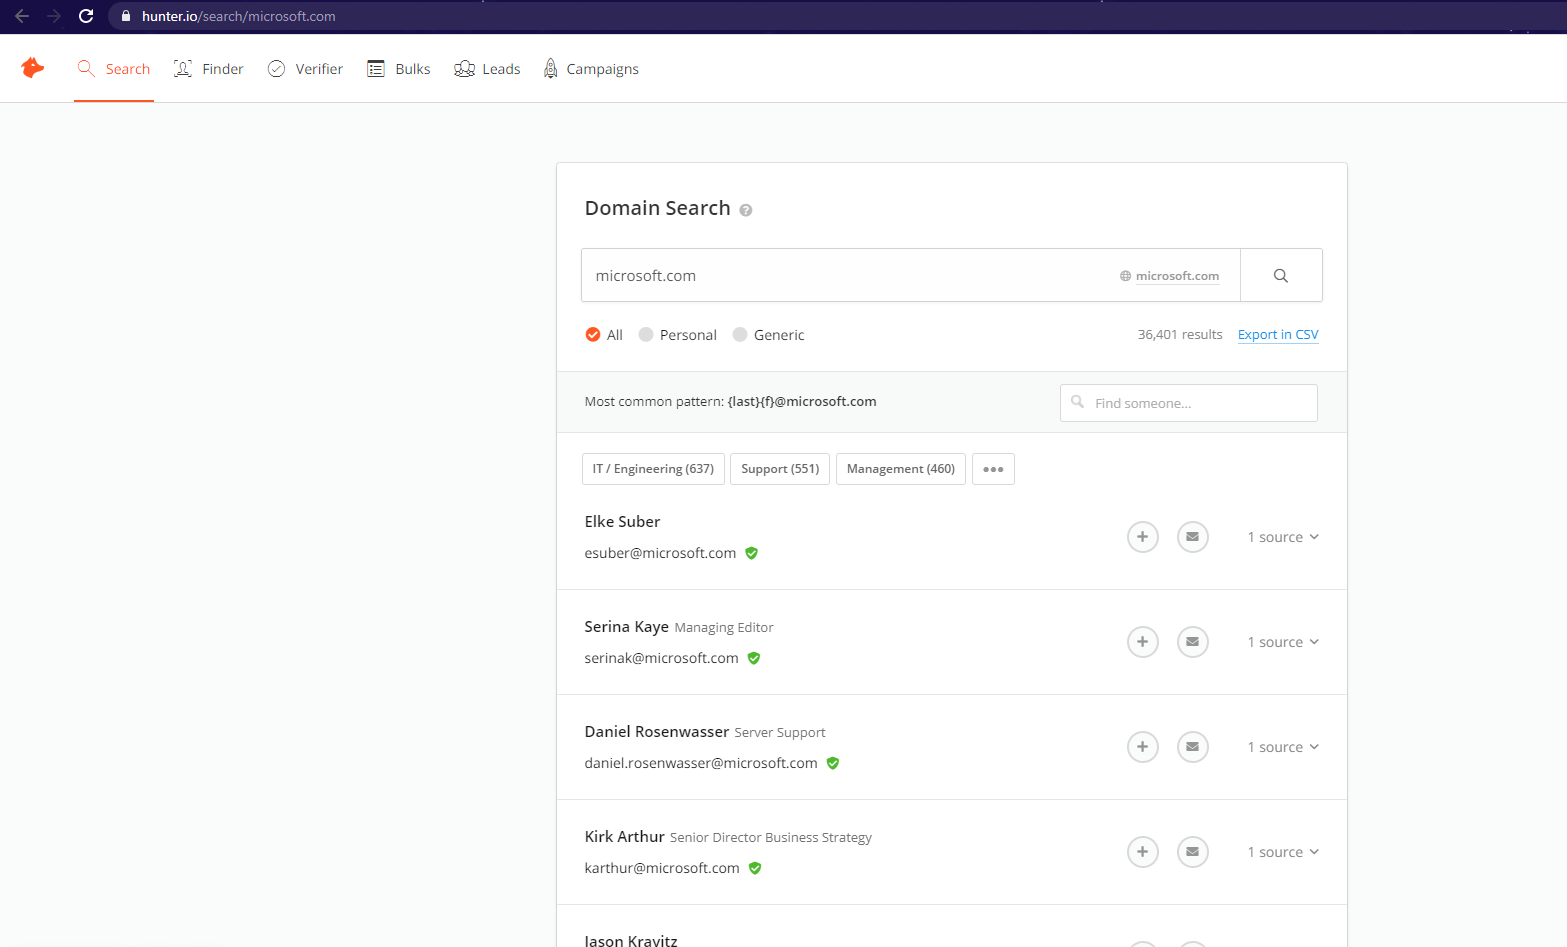 hunter.io/search/microsoft.com
Search Finder Verifier Bulks Leads Campaigns
Domain Search ?
microsoft.com microsoft.com
All Personal Generic 36,401 results Export in CSV
Most common pattern: {last}{f}@microsoft.com Find someone...
IT / Engineering (637) Support (551) Management (460) •••
Elke Suber
esuber@microsoft.com
1 source
Serina Kaye Managing Editor
serinak@microsoft.com
1 source
Daniel Rosenwasser Server Support
daniel.rosenwasser@microsoft.com
1 source
Kirk Arthur Senior Director Business Strategy
karthur@microsoft.com
1 source
Jason Kravitz